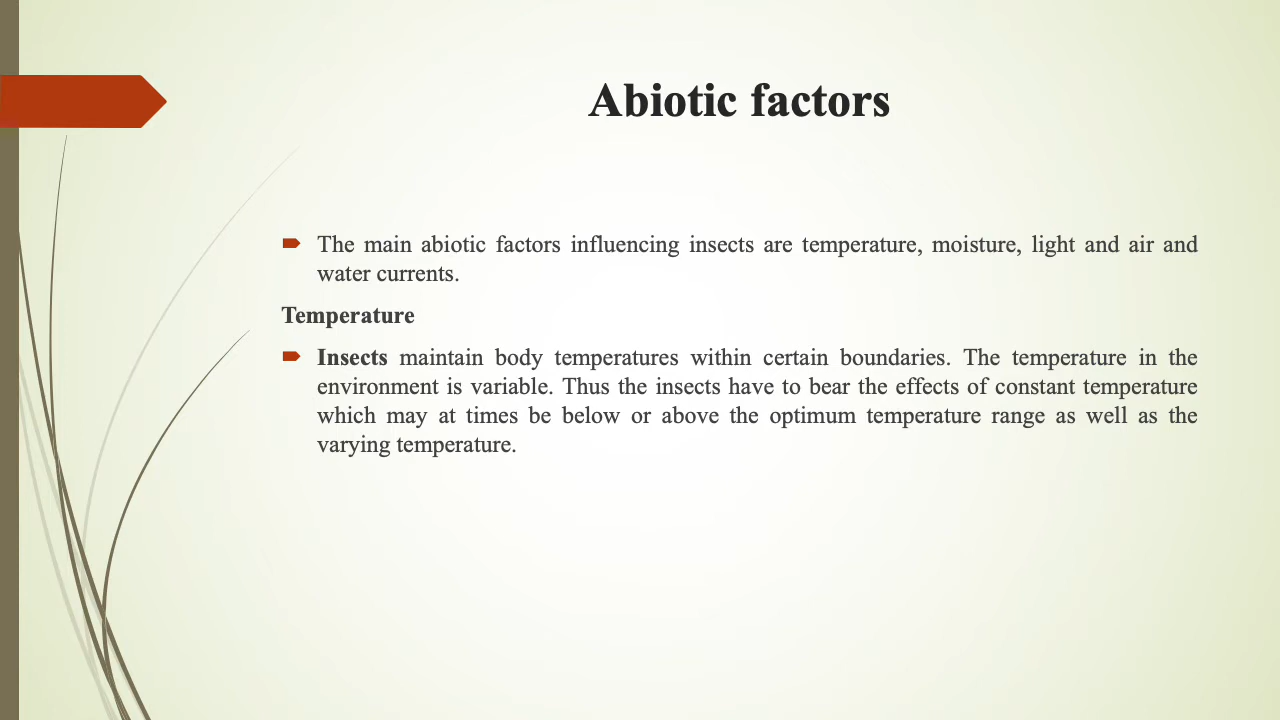 Abiotic factors
The main abiotic factors influencing insects are temperature, moisture, light and air and
water currents.
Temperature
Insects maintain body temperatures within certain boundaries. The temperature in the
environment is variable. Thus the insects have to bear the effects of constant temperature
which may at times be below or above the optimum temperature range as well as the
varying temperature.